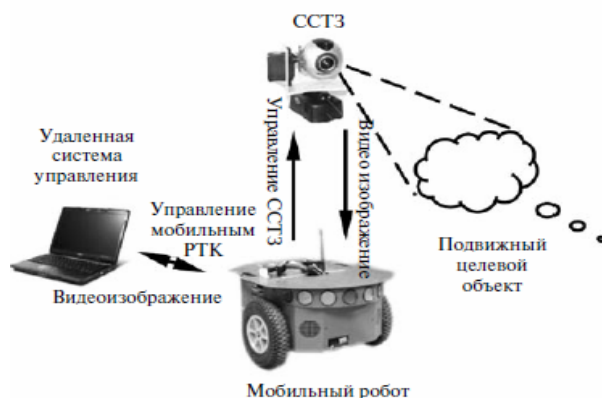 ССТЗ
Удаленная
система
управления
Управление ССТЗ
Видео изображение
Управление
мобильным
РТК
Видеоизображение
Подвижный
целевой
объект
Мобильный робот